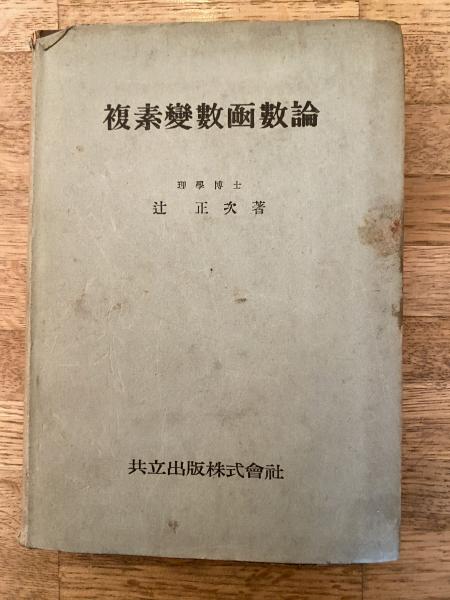 複素變數凾數論
理學博士
辻 正次著
共立出版株式會社